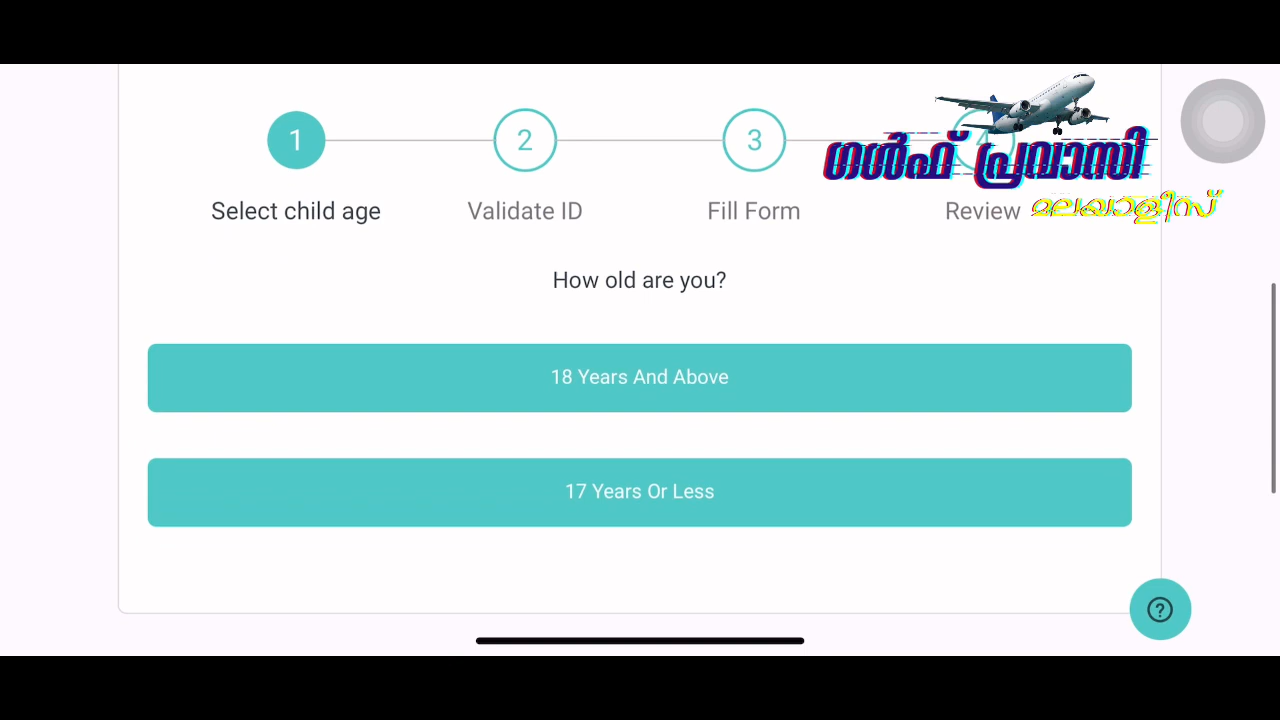 1
2
3
4
ഗൾഫ് പ്രവാസി
മലയാളീസ്
Select child age
Validate ID
Fill Form
Review
How old are you?
18 Years And Above
17 Years Or Less
?